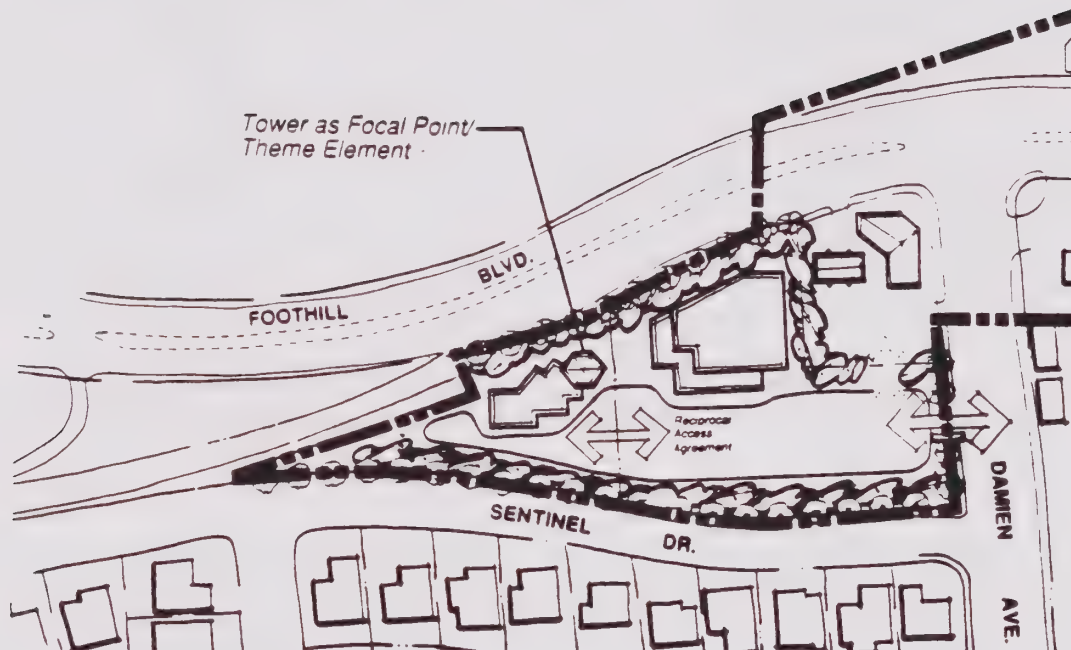 Tower as Focal Point/
Theme Element
BLVD.
FOOTHILL
Reciprocal
Access
Agreement
SENTINEL
DR.
DAMIEN
AVE.